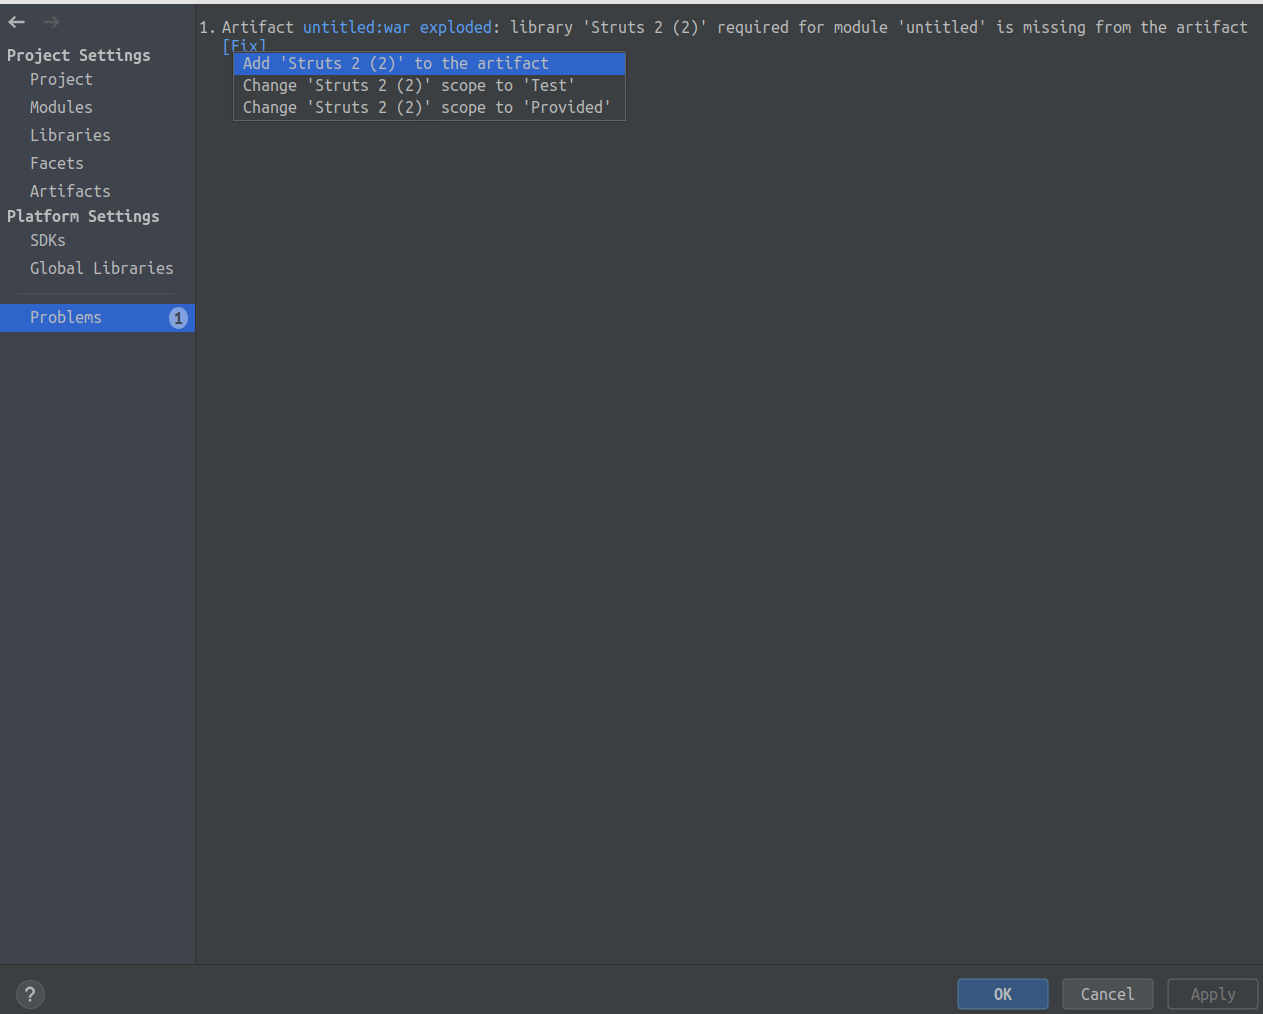 Project Settings
Project
Modules
Libraries
Facets
Artifacts
Platform Settings
SDKs
Global Libraries
Problems 1
1. Artifact untitled:war exploded: library 'Struts 2 (2)' required for module 'untitled' is missing from the artifact
[Fix]
Add 'Struts 2 (2)' to the artifact
Change 'Struts 2 (2)' scope to 'Test'
Change 'Struts 2 (2)' scope to 'Provided'
?
OK
Cancel
Apply